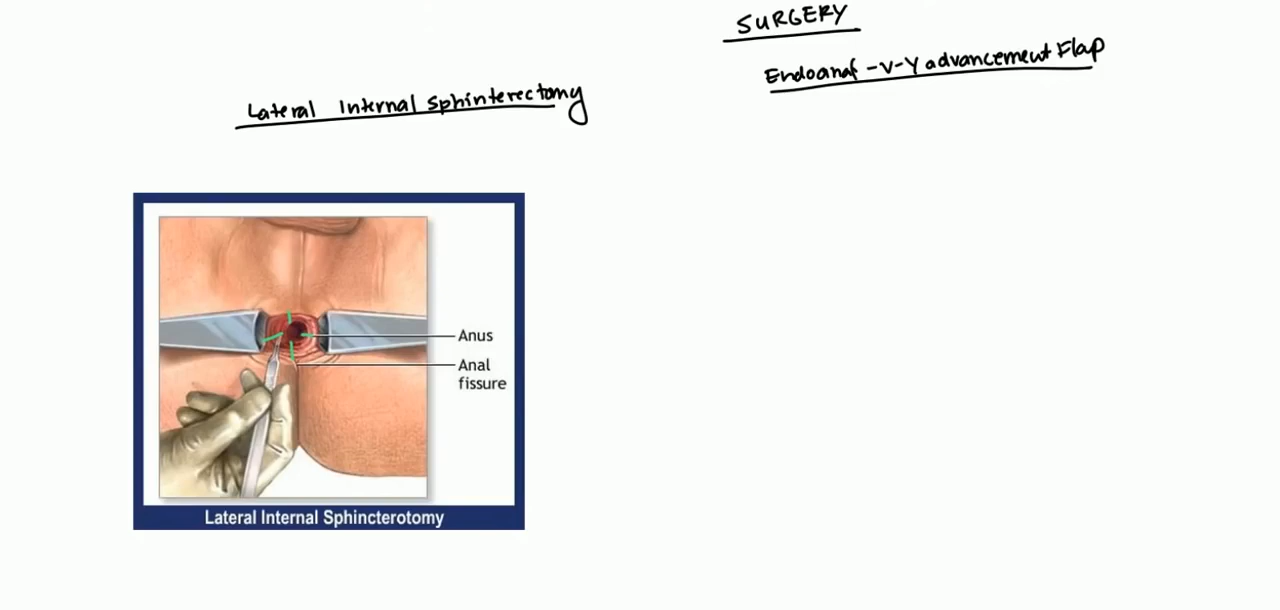 SURGERY
Endoanal -V-Y advancement Flap
Lateral Internal Sphinterectomy
Anus
Anal
fissure
Lateral Internal Sphincterotomy